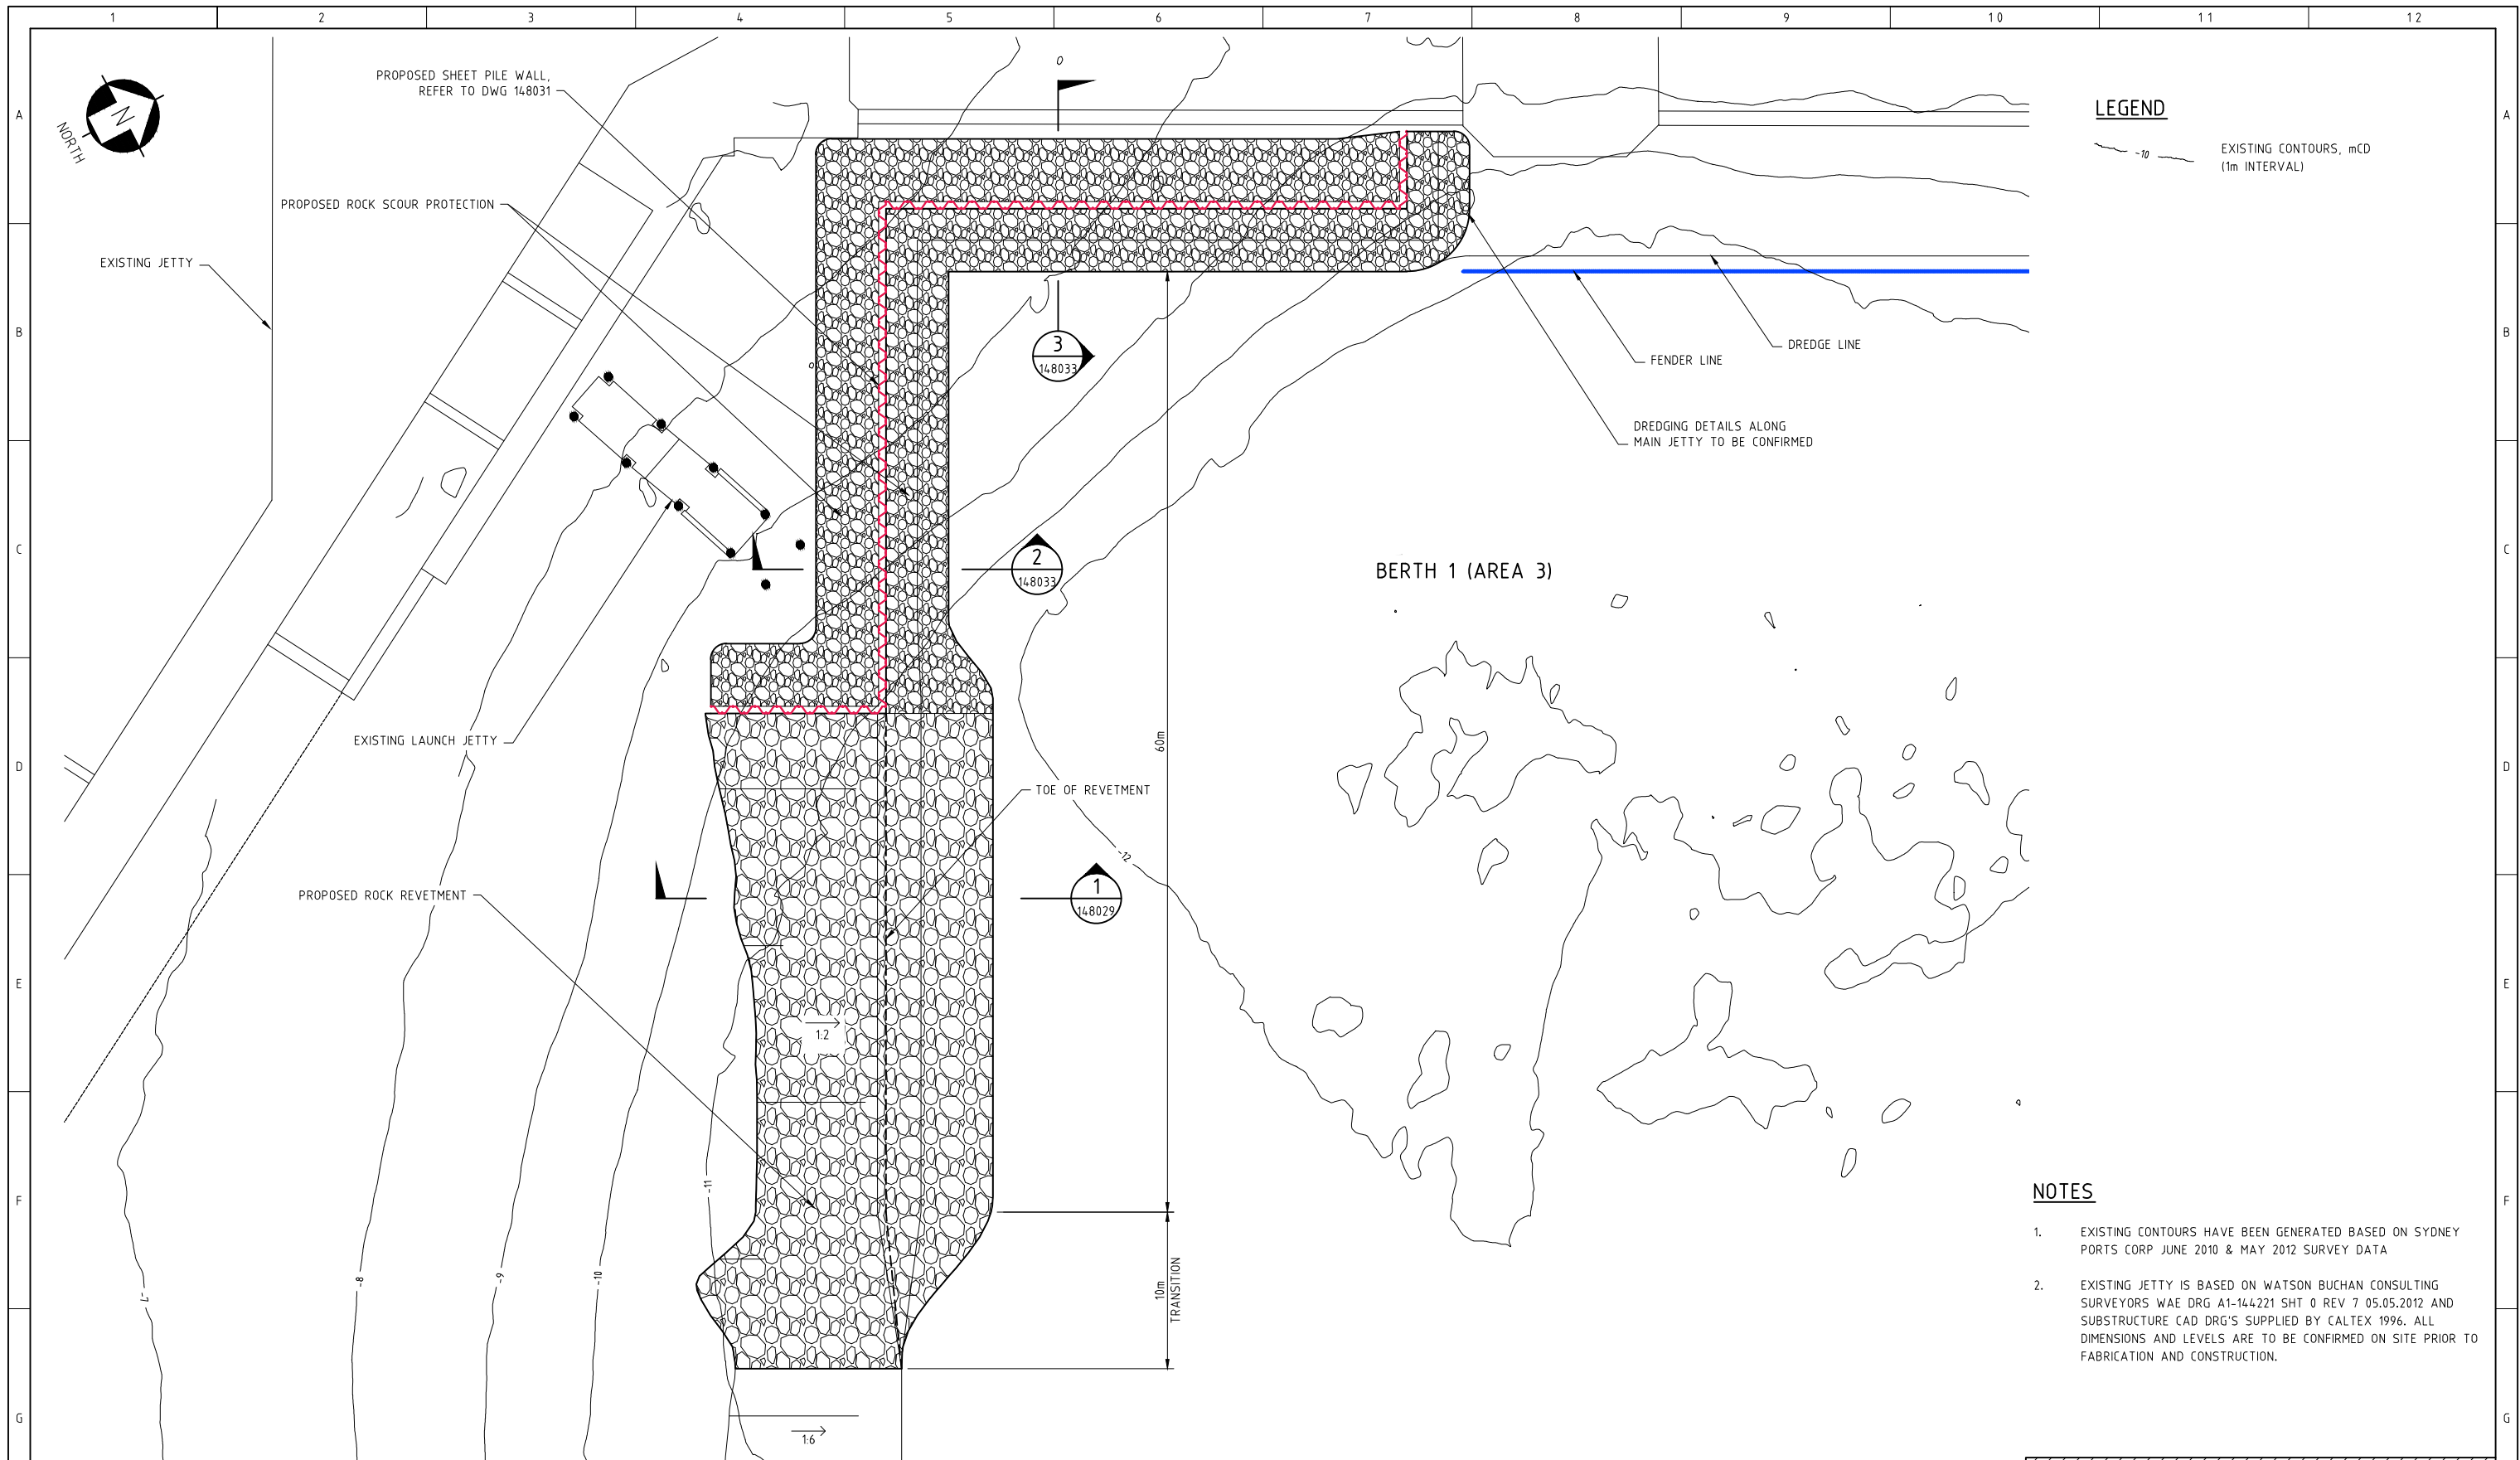 1 2 3 4 5 6 7 8 9 10 11 12
A
A
B
B
C
C
D
D
E
E
F
F
G
G
N
NORTH
PROPOSED SHEET PILE WALL,
REFER TO DWG 148031
PROPOSED ROCK SCOUR PROTECTION
EXISTING JETTY
0
0
3
148033
2
148033
FENDER LINE
DREDGE LINE
DREDGING DETAILS ALONG
MAIN JETTY TO BE CONFIRMED
BERTH 1 (AREA 3)
EXISTING LAUNCH JETTY
60m
TOE OF REVETMENT
-12
1
148029
PROPOSED ROCK REVETMENT
1:2
-11
-10
-9
-8
-7
10m
TRANSITION
1:6
LEGEND
-10
EXISTING CONTOURS, mCD
(1m INTERVAL)
NOTES
1. EXISTING CONTOURS HAVE BEEN GENERATED BASED ON SYDNEY
PORTS CORP JUNE 2010 & MAY 2012 SURVEY DATA
2. EXISTING JETTY IS BASED ON WATSON BUCHAN CONSULTING
SURVEYORS WAE DRG A1-144221 SHT 0 REV 7 05.05.2012 AND
SUBSTRUCTURE CAD DRG'S SUPPLIED BY CALTEX 1996. ALL
DIMENSIONS AND LEVELS ARE TO BE CONFIRMED ON SITE PRIOR TO
FABRICATION AND CONSTRUCTION.